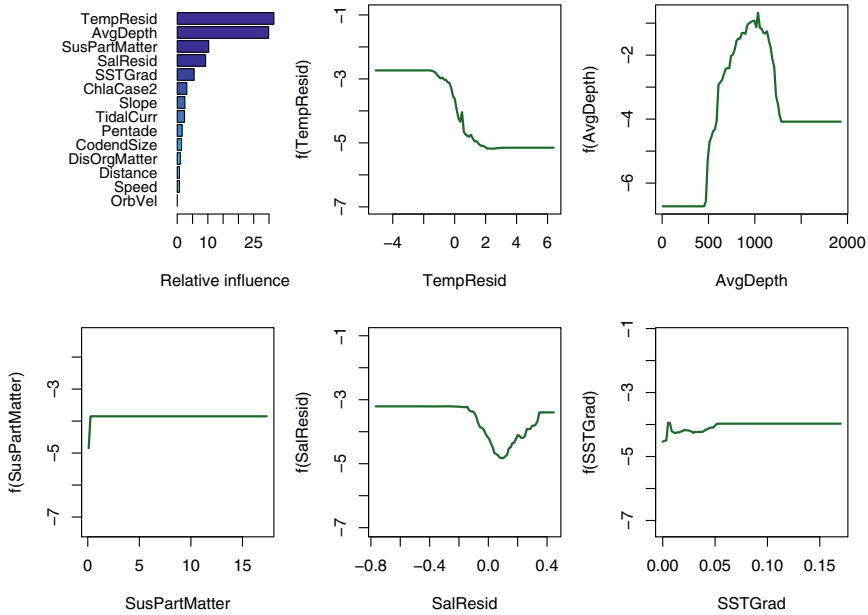 TempResid
AvgDepth
SusPartMatter
SalResid
SSTGrad
ChlaCase2
Slope
TidalCurr
Pentade
CodendSize
DisOrgMatter
Distance
Speed
OrbVel
0 10 25
Relative influence
f(TempResid)
−1
−3
−5
−7
−4 0 2 4 6
TempResid
f(AvgDepth)
−2
−4
−6
0 500 1000 2000
AvgDepth
f(SusPartMatter)
−3
−5
−7
0 5 10 15
SusPartMatter
f(SalResid)
−1
−3
−5
−7
−0.8 −0.4 0.0 0.4
SalResid
f(SSTGrad)
−1
−4
−5
−7
0.00 0.05 0.10 0.15
SSTGrad